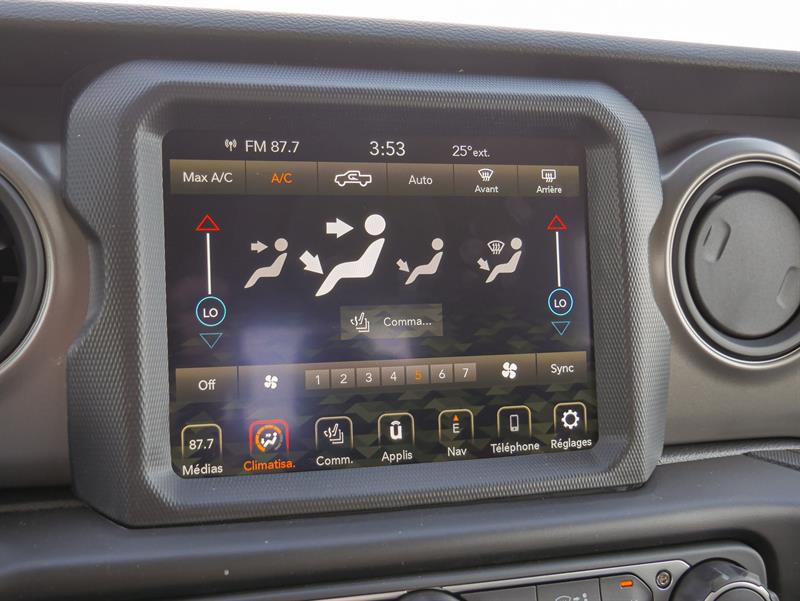 FM 87.7 3:53 25° ext.
Max A/C A/C Auto Avant Arrière
LO LO
Comma...
Off 1 2 3 4 5 6 7 Sync
87.7 E
Médias Climatisa. Comm. Applis Nav Téléphone Réglages